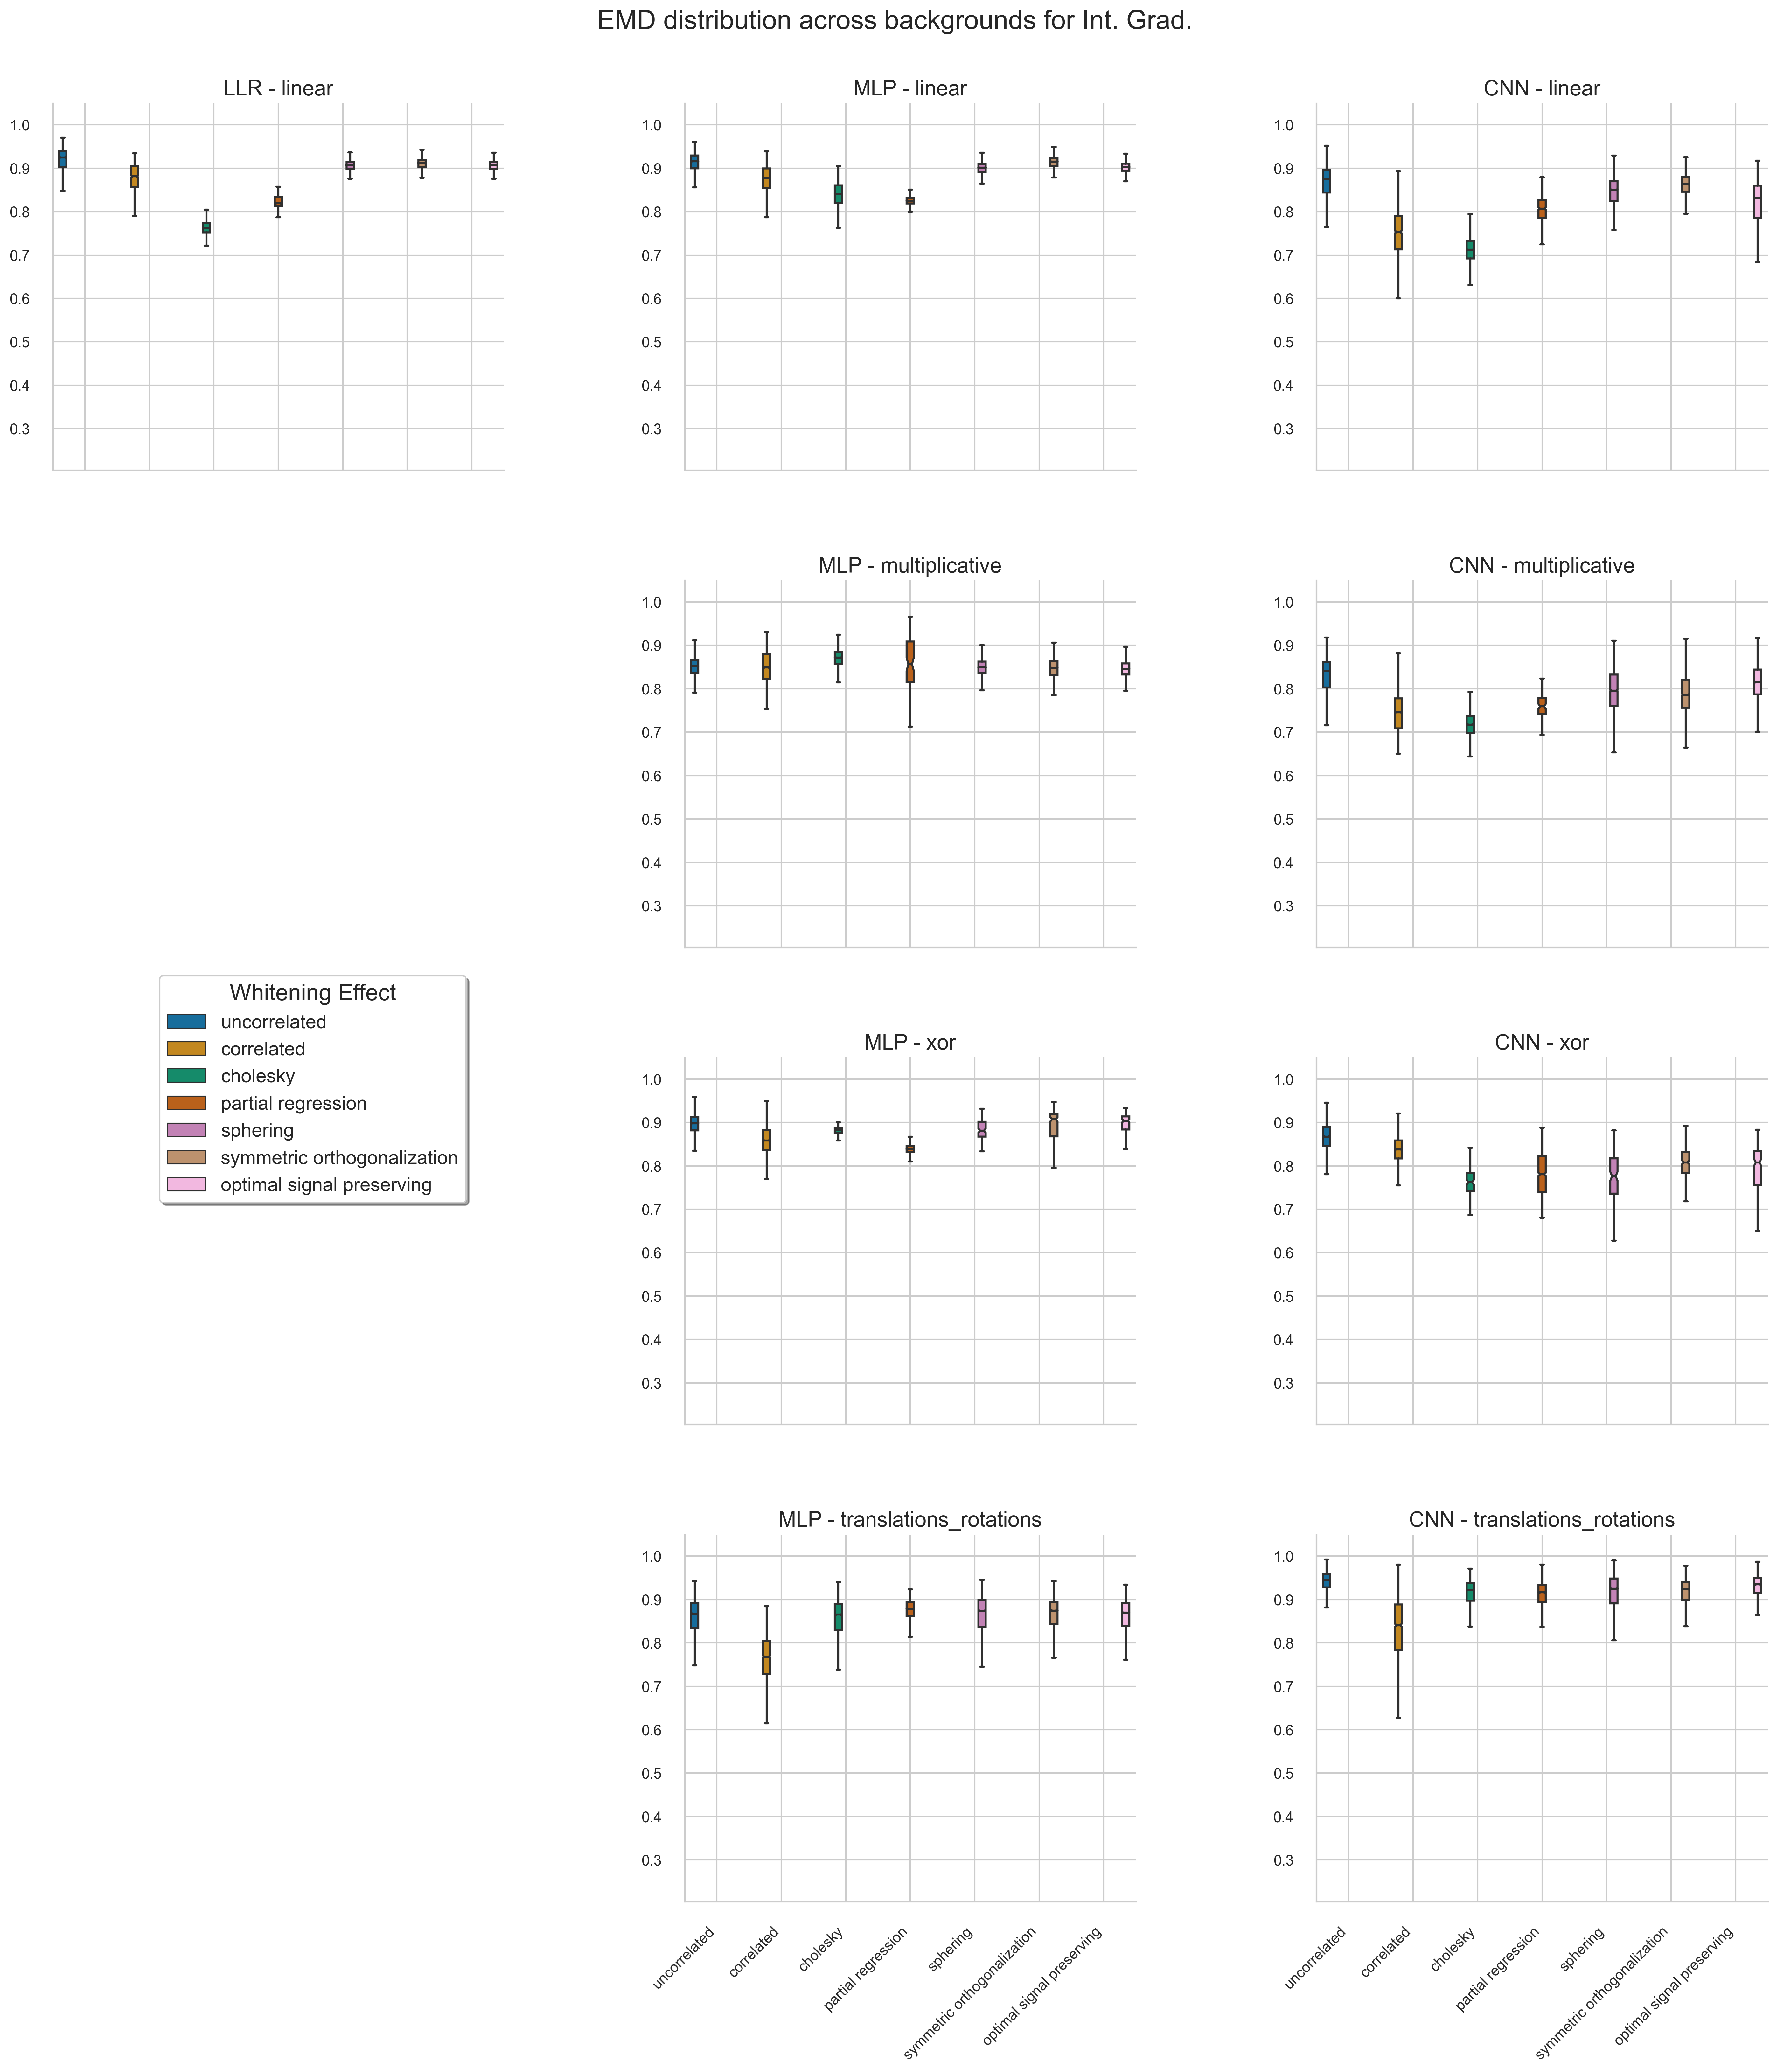 EMD distribution across backgrounds for Int. Grad.
LLR - linear
1.0
0.9
0.8
0.7
0.6
0.5
0.4
0.3
MLP - linear
1.0
0.9
0.8
0.7
0.6
0.5
0.4
0.3
CNN - linear
1.0
0.9
0.8
0.7
0.6
0.5
0.4
0.3
MLP - multiplicative
1.0
0.9
0.8
0.7
0.6
0.5
0.4
0.3
CNN - multiplicative
1.0
0.9
0.8
0.7
0.6
0.5
0.4
0.3
Whitening Effect
uncorrelated
correlated
cholesky
partial regression
sphering
symmetric orthogonalization
optimal signal preserving
MLP - xor
1.0
0.9
0.8
0.7
0.6
0.5
0.4
0.3
CNN - xor
1.0
0.9
0.8
0.7
0.6
0.5
0.4
0.3
MLP - translations_rotations
1.0
0.9
0.8
0.7
0.6
0.5
0.4
0.3
uncorrelated
correlated
cholesky
partial regression
sphering
symmetric orthogonalization
optimal signal preserving
CNN - translations_rotations
1.0
0.9
0.8
0.7
0.6
0.5
0.4
0.3
uncorrelated
correlated
cholesky
partial regression
sphering
symmetric orthogonalization
optimal signal preserving